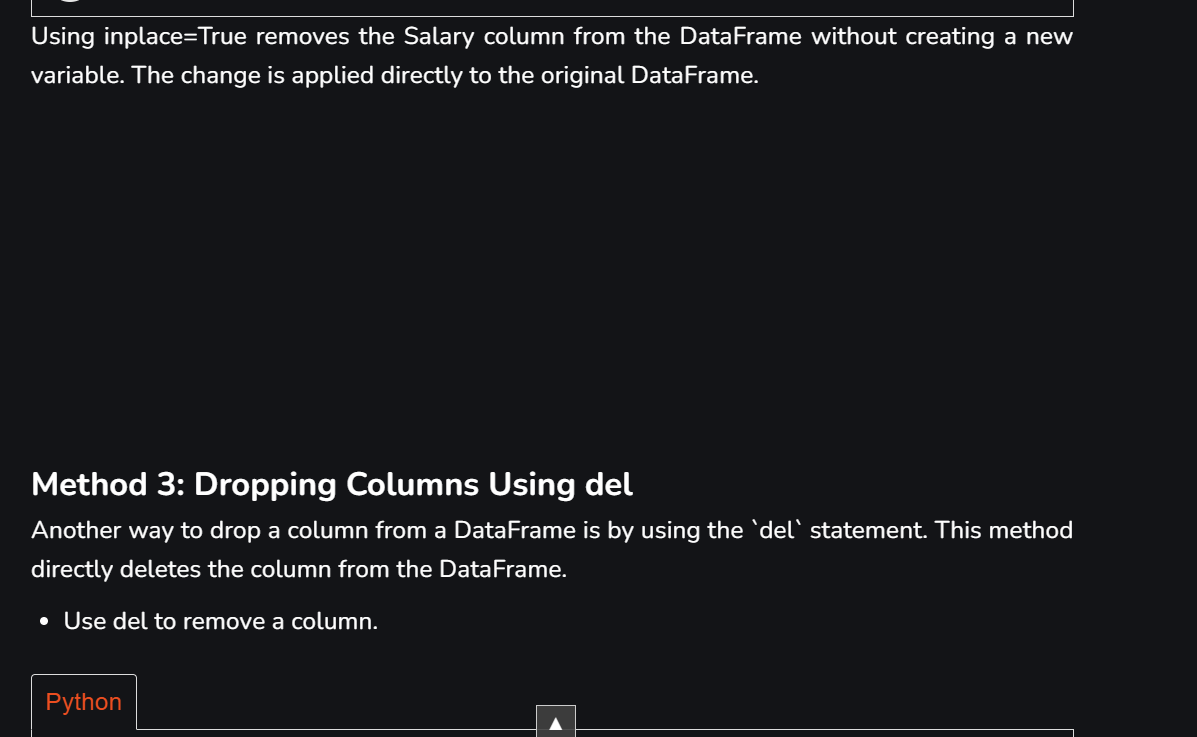 Using inplace=True removes the Salary column from the DataFrame without creating a new
variable. The change is applied directly to the original DataFrame.
Method 3: Dropping Columns Using del
Another way to drop a column from a DataFrame is by using the `del` statement. This method
directly deletes the column from the DataFrame.
• Use del to remove a column.
Python